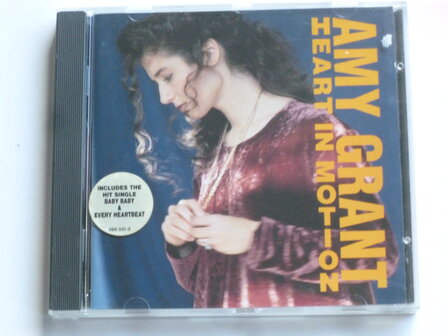 AMY GRANT
HEART IN MOTION
INCLUDES THE
HIT SINGLE
BABY BABY
&
EVERY HEARTBEAT